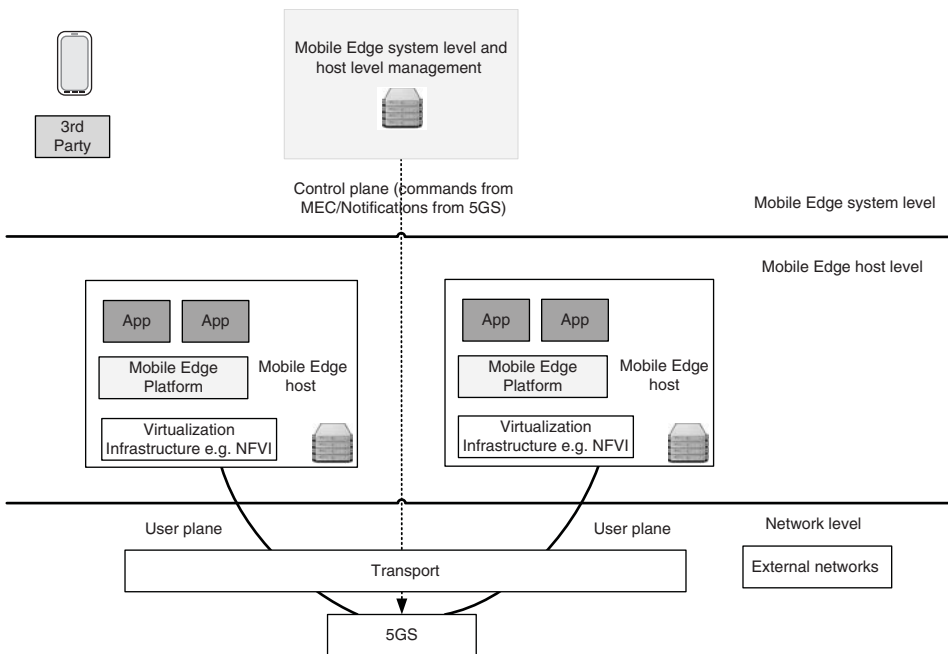 Mobile Edge system level and
host level management
3rd
Party
Control plane (commands from
MEC/Notifications from 5GS)
Mobile Edge system level
Mobile Edge host level
App
App
Mobile Edge
Platform
Mobile Edge
host
Virtualization
Infrastructure e.g. NFVI
App
App
Mobile Edge
Platform
Mobile Edge
host
Virtualization
Infrastructure e.g. NFVI
User plane
User plane
Network level
Transport
External networks
5GS